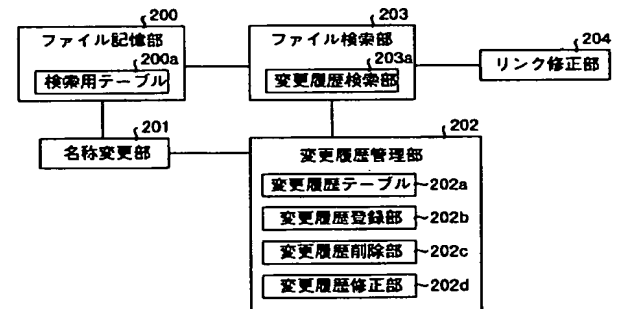 200
ファイル記憶部
200a
検索用テーブル
203
ファイル検索部
203a
変更履歴検索部
204
リンク修正部
201
名称変更部
202
変更履歴管理部
変更履歴テーブル
202a
変更履歴登録部
202b
変更履歴削除部
202c
変更履歴修正部
202d